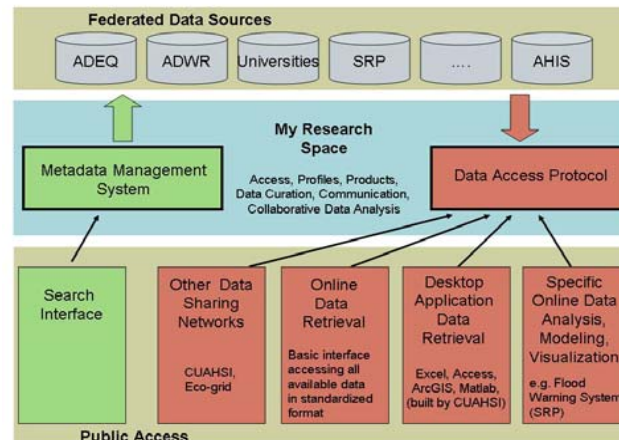 Federated Data Sources
ADEQ
ADWR
Universities
SRP
....
AHIS
My Research
Space
Access, Profiles, Products,
Data Curation, Communication,
Collaborative Data Analysis
Metadata Management
System
Data Access Protocol
Search
Interface
Other Data
Sharing
Networks
CUAHSI,
Eco-grid
Online
Data
Retrieval
Basic interface
accessing all
available data
in standardized
format
Desktop
Application
Data
Retrieval
Excel, Access,
ArcGIS, Matlab,
(built by CUAHSI)
Specific
Online Data
Analysis,
Modeling,
Visualization
e.g. Flood
Warning System
(SRP)
Public Access